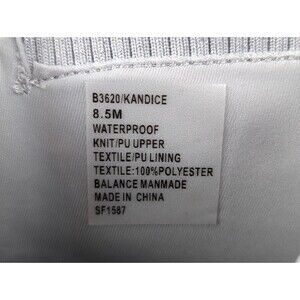 B3620/KANDICE
8.5M
WATERPROOF
KNIT/PU UPPER
TEXTILE/PU LINING
TEXTILE:100%POLYESTER
BALANCE MANMADE
MADE IN CHINA
SF1587